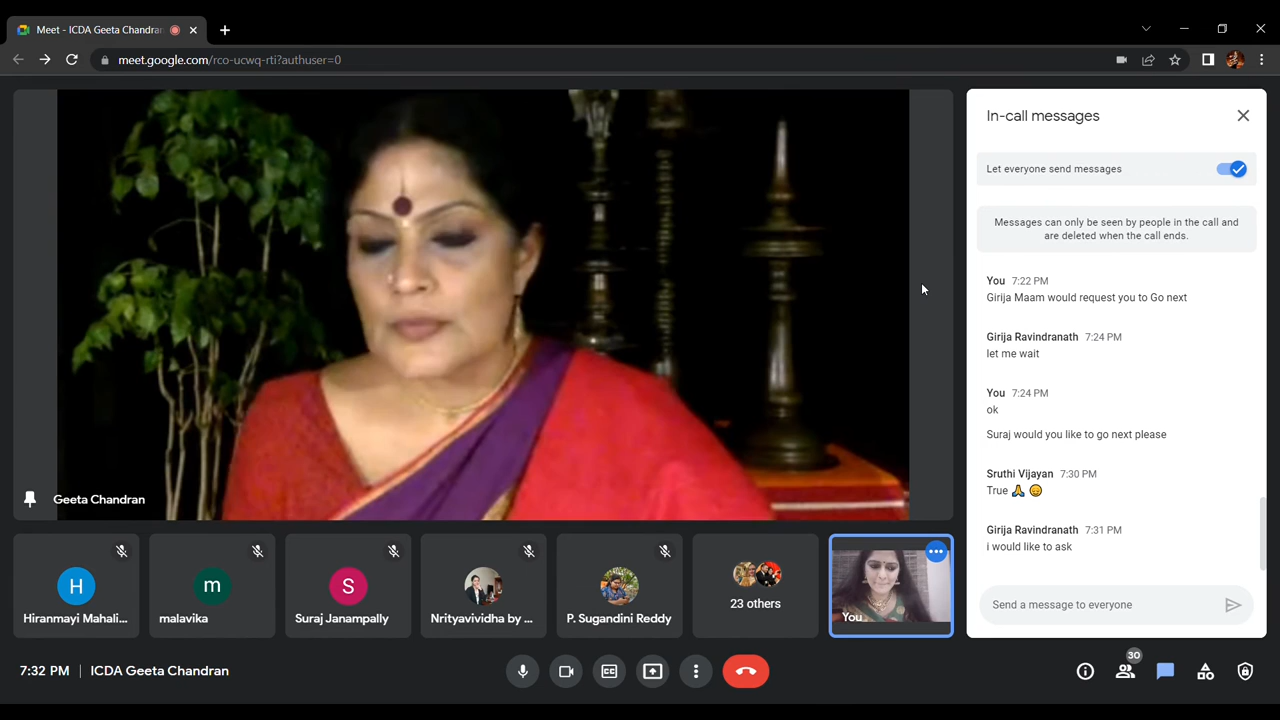 Meet - ICDA Geeta Chandran
meet.google.com/rco-ucwq-rti?authuser=0
Geeta Chandran
H
Hiranmayi Mahali...
m
malavika
S
Suraj Janampally
Nrityavividha by ...
P. Sugandini Reddy
23 others
You
In-call messages
Let everyone send messages
Messages can only be seen by people in the call and
are deleted when the call ends.
You 7:22 PM
Girija Maam would request you to Go next
Girija Ravindranath 7:24 PM
let me wait
You 7:24 PM
ok
Suraj would you like to go next please
Sruthi Vijayan 7:30 PM
True 🙏 😊
Girija Ravindranath 7:31 PM
i would like to ask
Send a message to everyone
7:32 PM | ICDA Geeta Chandran
30